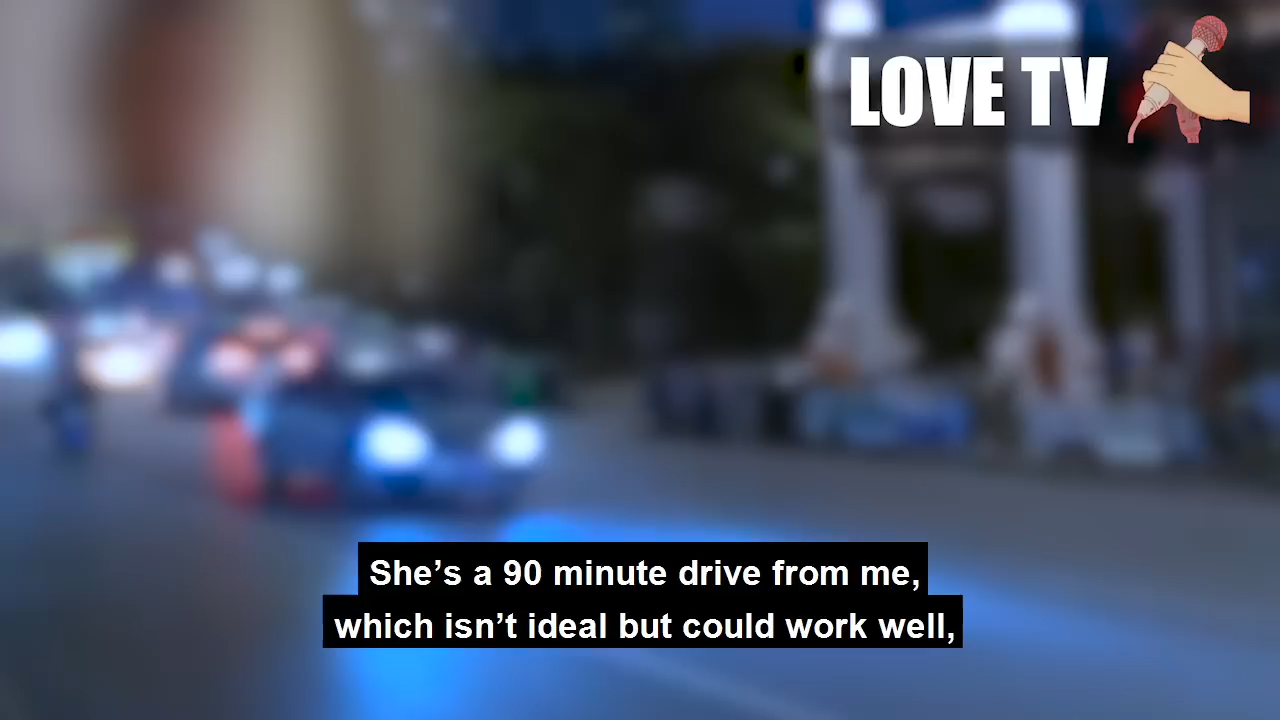 LOVE TV
She’s a 90 minute drive from me,
which isn’t ideal but could work well,